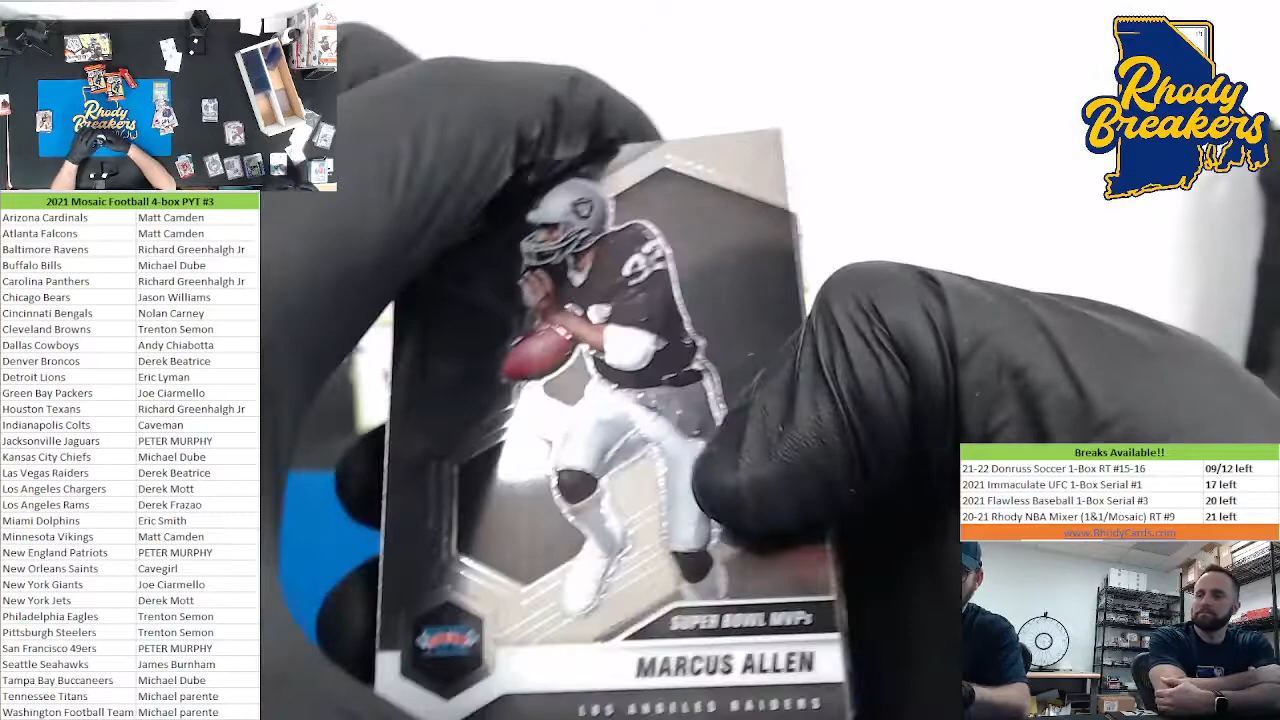 Rhody
Breakers
2021 Mosaic Football 4-box PYT #3
Arizona Cardinals Matt Camden
Atlanta Falcons Matt Camden
Baltimore Ravens Richard Greenhalgh Jr
Buffalo Bills Michael Dube
Carolina Panthers Richard Greenhalgh Jr
Chicago Bears Jason Williams
Cincinnati Bengals Nolan Carney
Cleveland Browns Trenton Semon
Dallas Cowboys Andy Chiabotta
Denver Broncos Derek Beatrice
Detroit Lions Eric Lyman
Green Bay Packers Joe Ciarmello
Houston Texans Richard Greenhalgh Jr
Indianapolis Colts Caveman
Jacksonville Jaguars PETER MURPHY
Kansas City Chiefs Michael Dube
Las Vegas Raiders Derek Beatrice
Los Angeles Chargers Derek Mott
Los Angeles Rams Derek Frazao
Miami Dolphins Eric Smith
Minnesota Vikings Matt Camden
New England Patriots PETER MURPHY
New Orleans Saints Cavegirl
New York Giants Joe Ciarmello
New York Jets Derek Mott
Philadelphia Eagles Trenton Semon
Pittsburgh Steelers Trenton Semon
San Francisco 49ers PETER MURPHY
Seattle Seahawks James Burnham
Tampa Bay Buccaneers Michael Dube
Tennessee Titans Michael parente
Washington Football Team Michael parente
32
SUPER BOWL MVPs
MARCUS ALLEN
LOS ANGELES RAIDERS
Rhody
Breakers
Breaks Available!!
21-22 Donruss Soccer 1-Box RT #15-16 09/12 left
2021 Immaculate UFC 1-Box Serial #1 17 left
2021 Flawless Baseball 1-Box Serial #3 20 left
20-21 Rhody NBA Mixer (1&1/Mosaic) RT #9 21 left
www.RhodyCards.com